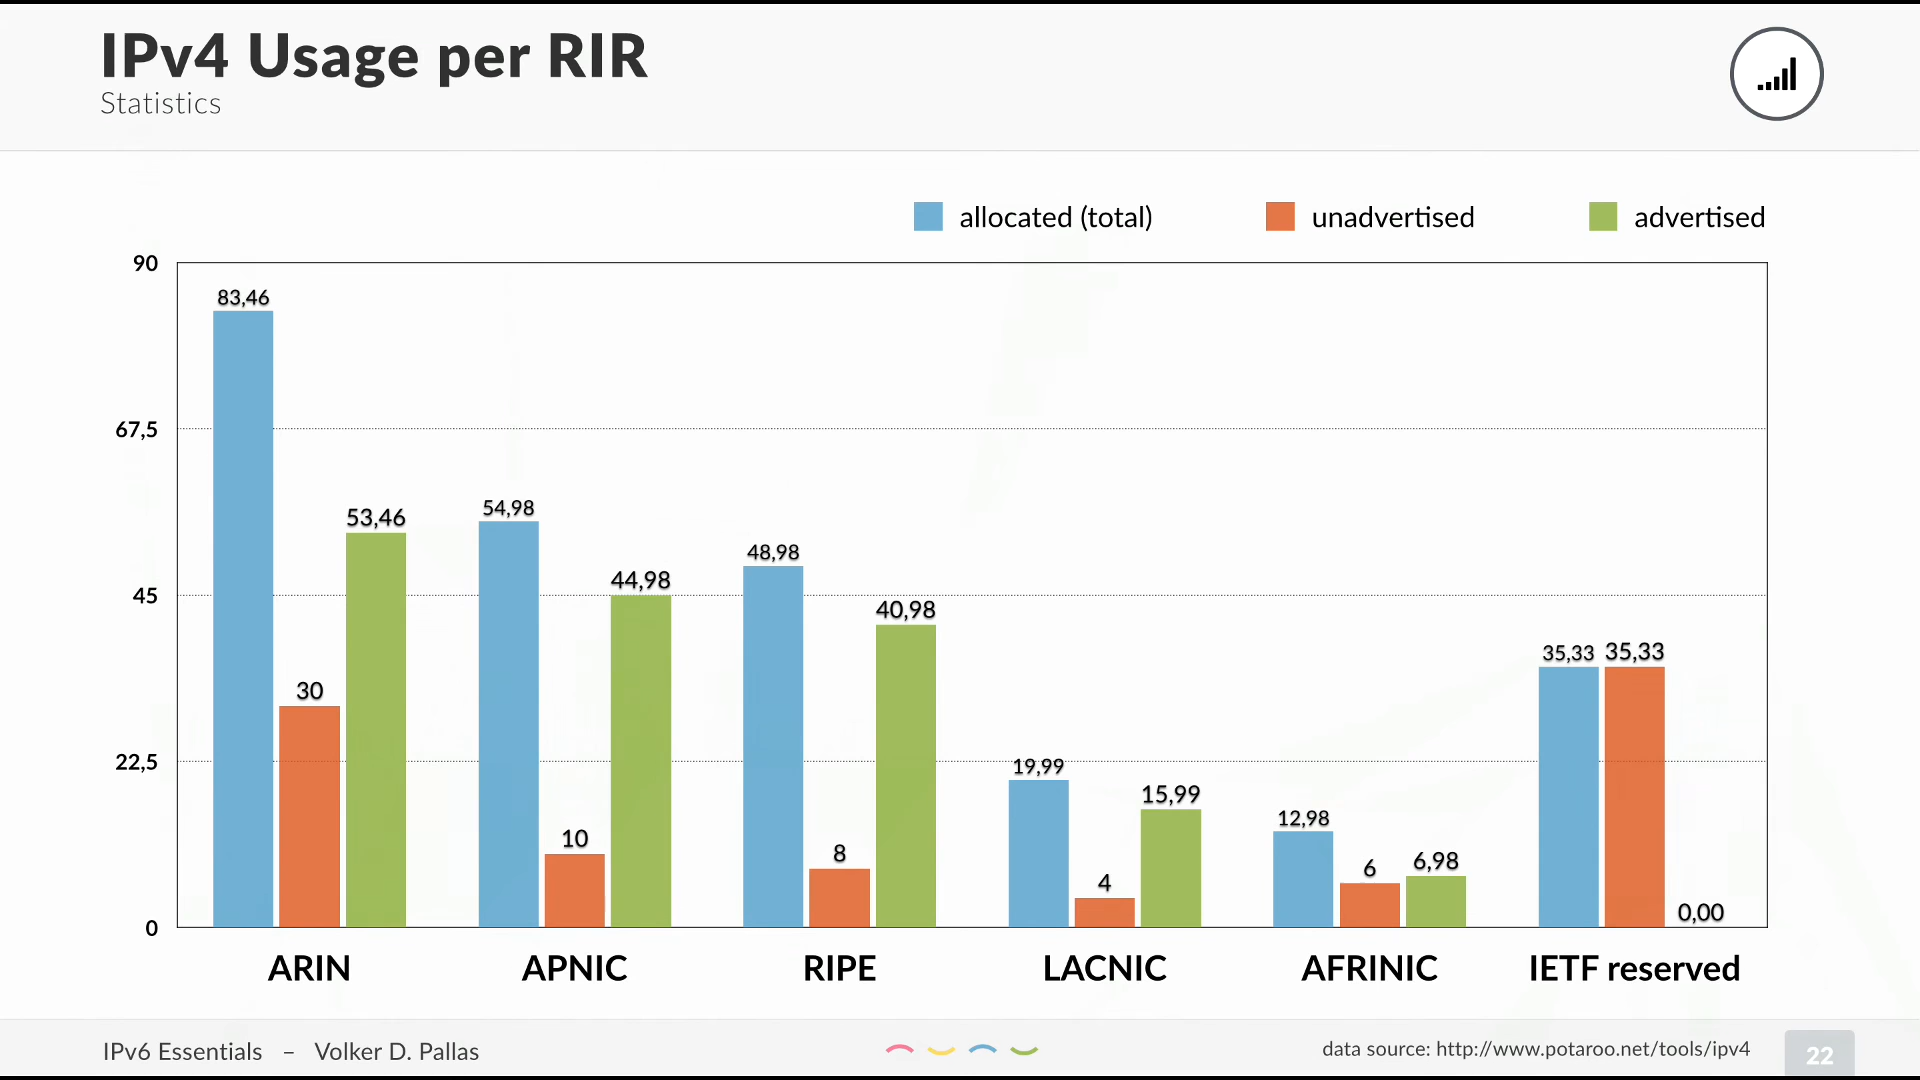 IPv4 Usage per RIR
Statistics
allocated (total) unadvertised advertised
90
67,5
45
22,5
0
83,46 30 53,46
54,98 10 44,98
48,98 8 40,98
19,99 4 15,99
12,98 6 6,98
35,33 35,33 0,00
ARIN APNIC RIPE LACNIC AFRINIC IETF reserved
IPv6 Essentials – Volker D. Pallas
data source: http://www.potaroo.net/tools/ipv4
22